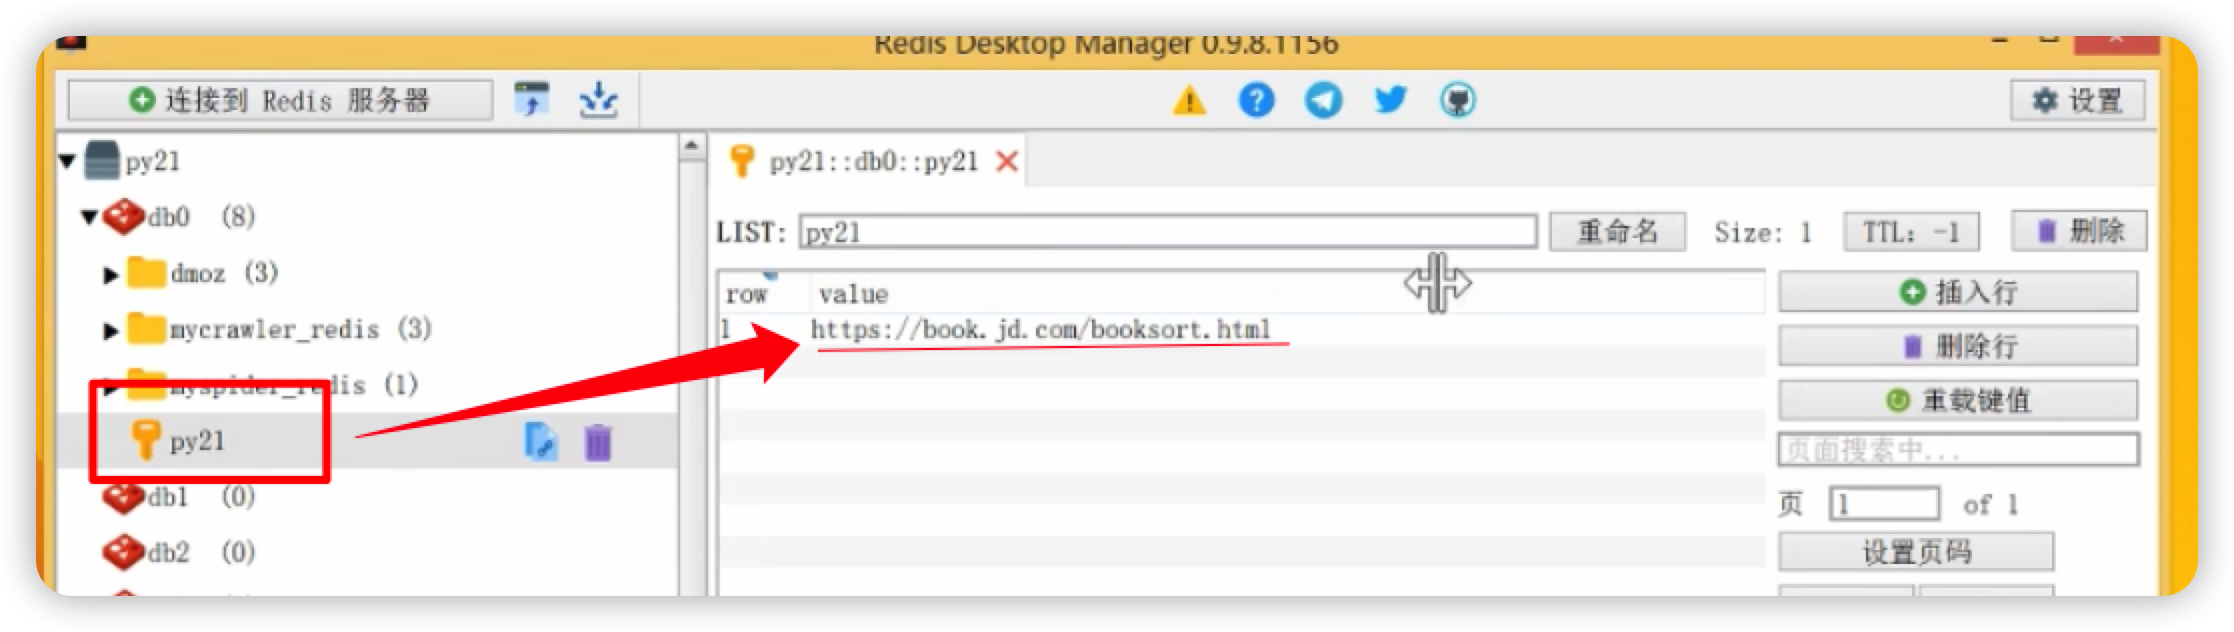 Redis Desktop Manager 0.9.8.1156
连接到 Redis 服务器
设置
py21
db0 (8)
dmoz (3)
mycrawler_redis (3)
myspider_redis (1)
py21
db1 (0)
db2 (0)
py21::db0::py21
LIST: py21
重命名
Size: 1
TTL: -1
删除
row value
1 https://book.jd.com/booksort.html
插入行
删除行
重载键值
页面搜索中...
页 1 of 1
设置页码